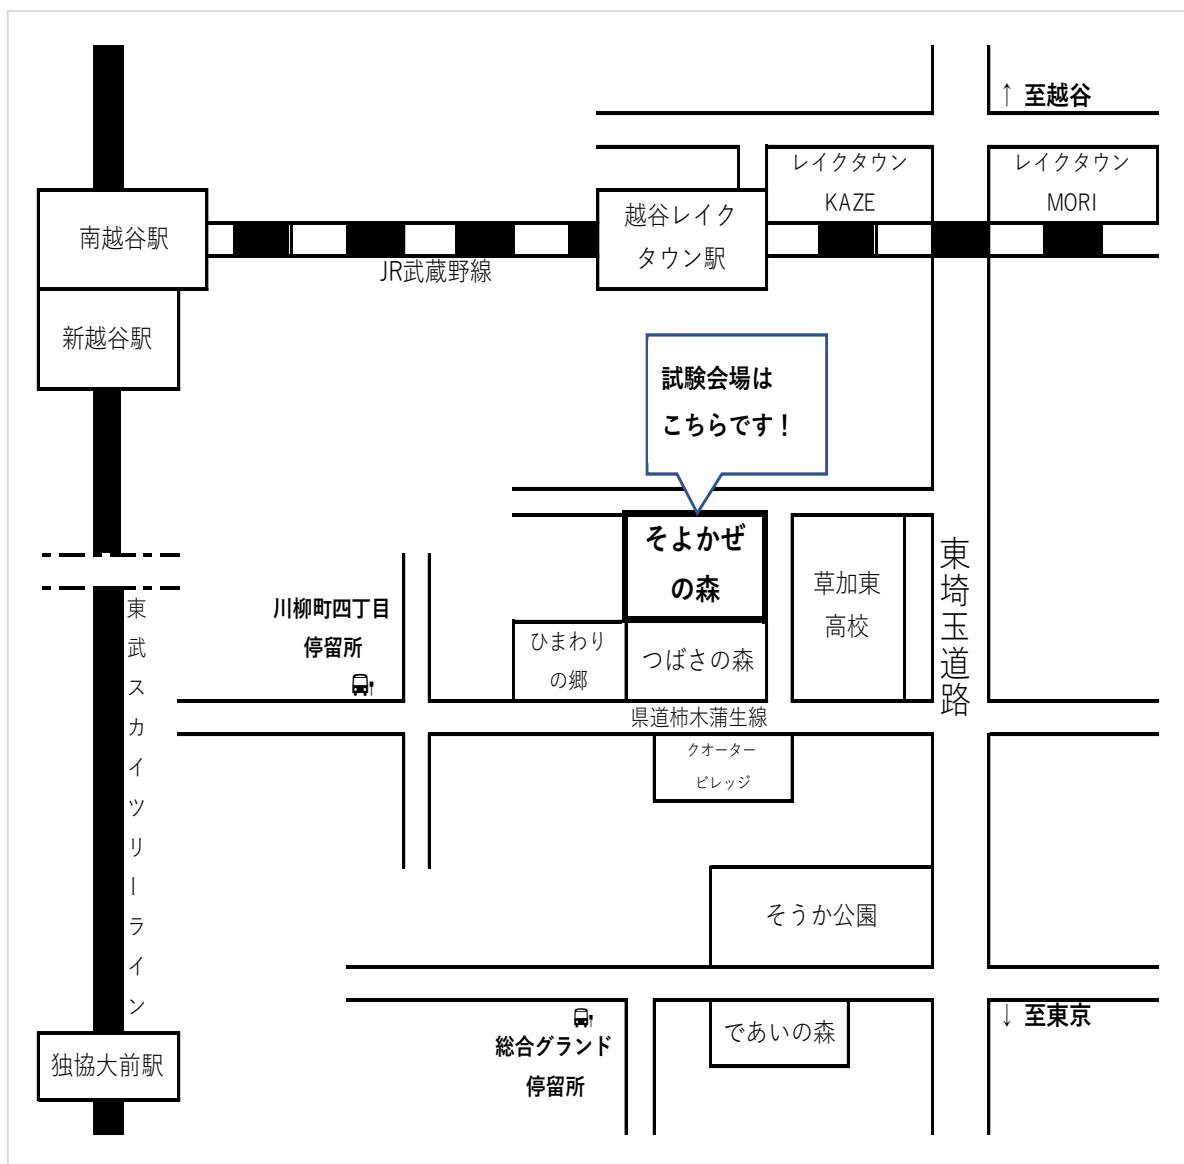 ↑ 至越谷
レイクタウン
KAZE
レイクタウン
MORI
南越谷駅
越谷レイク
タウン駅
JR武蔵野線
新越谷駅
試験会場は
こちらです！
そよかぜ
の森
草加東
高校
東埼玉道路
川柳町四丁目
停留所
ひまわり
の郷
つばさの森
県道柿木蒲生線
クオーター
ビレッジ
東武スカイツリーライン
そうか公園
↓ 至東京
総合グランド
停留所
であいの森
独協大前駅